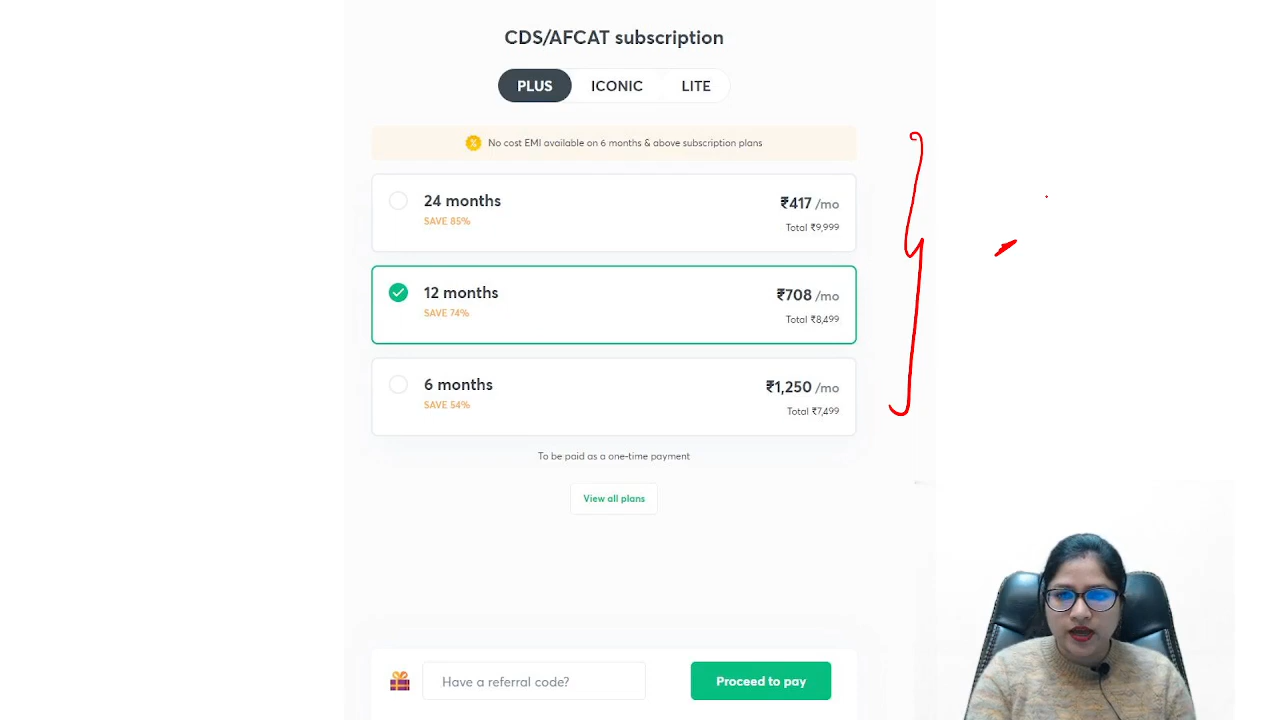 CDS/AFCAT subscription
PLUS ICONIC LITE
No cost EMI available on 6 months & above subscription plans
24 months
₹417 /mo
SAVE 85%
Total ₹9,999
12 months
₹708 /mo
SAVE 74%
Total ₹8,499
6 months
₹1,250 /mo
SAVE 54%
Total ₹7,499
To be paid as a one-time payment
View all plans
Have a referral code?
Proceed to pay